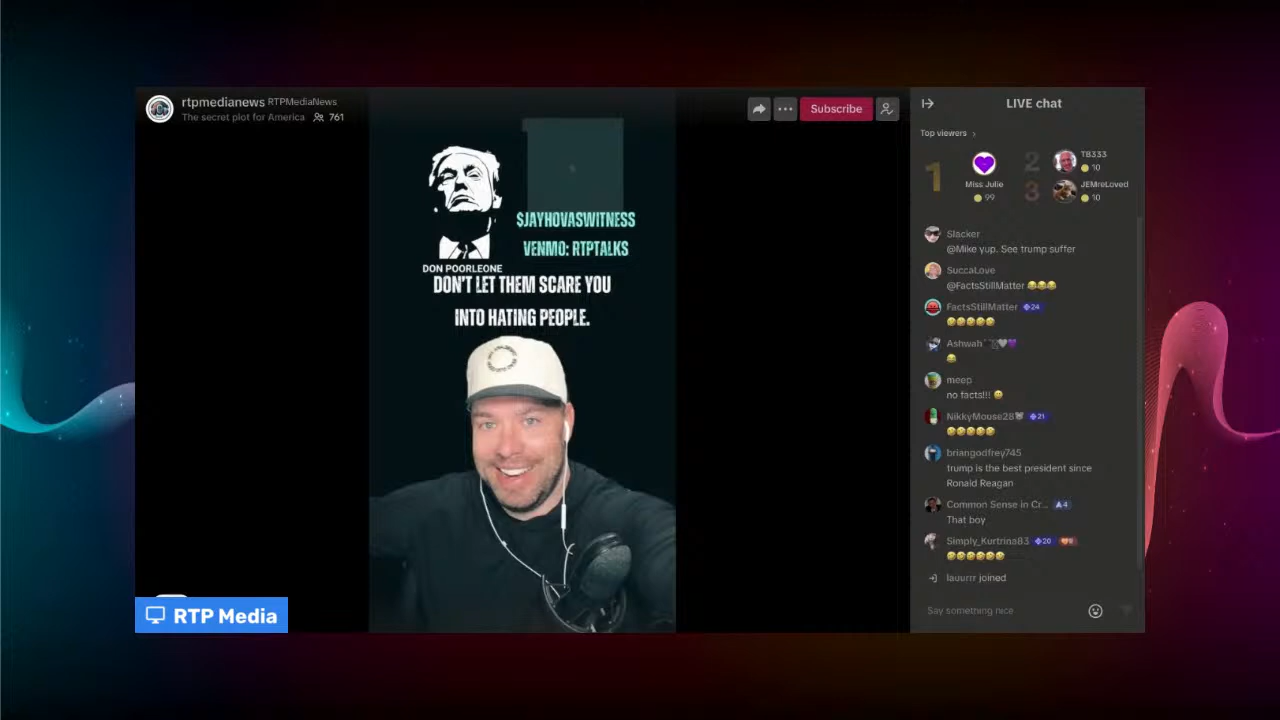 rtpmedianews RTPMediaNews
The secret plot for America 761
Subscribe
$JAYHOVASWITNESS
VENMO: RTPTALKS
DON POORLEONE
DON'T LET THEM SCARE YOU
INTO HATING PEOPLE.
RTP Media
LIVE chat
Top viewers
1
Miss Julie
99
2
TB333
10
3
JEMreLoved
10
Slacker
@Mike yup. See trump suffer
SuccaLove
@FactsStillMatter 😂😂😂
FactsStillMatter 24
🤣🤣🤣🤣🤣
Ashwah
😂
meep
no facts!!! 😄
NikkyMouse28 21
🤣🤣🤣🤣🤣
briangodfrey745
trump is the best president since
Ronald Reagan
Common Sense in Cr... 4
That boy
Simply_Kurtrina83 20
🤣🤣🤣🤣🤣🤣
lauurrr joined
Say something nice